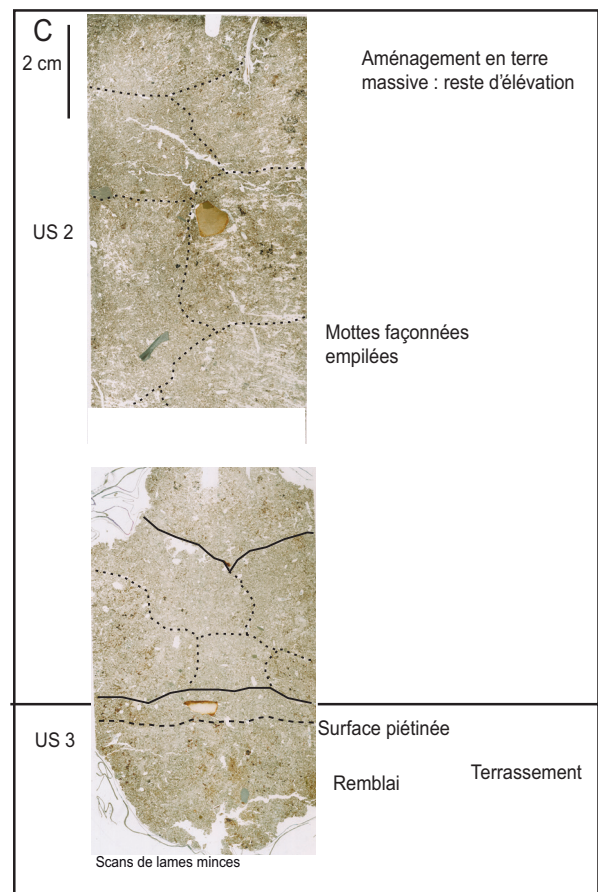 C
2 cm
Aménagement en terre
massive : reste d'élévation
US 2
Mottes façonnées
empilées
Surface piétinée
US 3
Remblai
Terrassement
Scans de lames minces